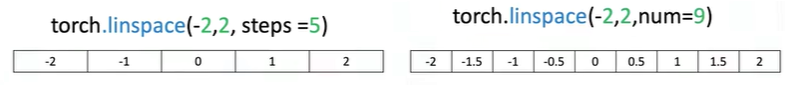 torch.linspace(-2,2, steps =5)
-2 -1 0 1 2
torch.linspace(-2,2,num=9)
-2 -1.5 -1 -0.5 0 0.5 1 1.5 2